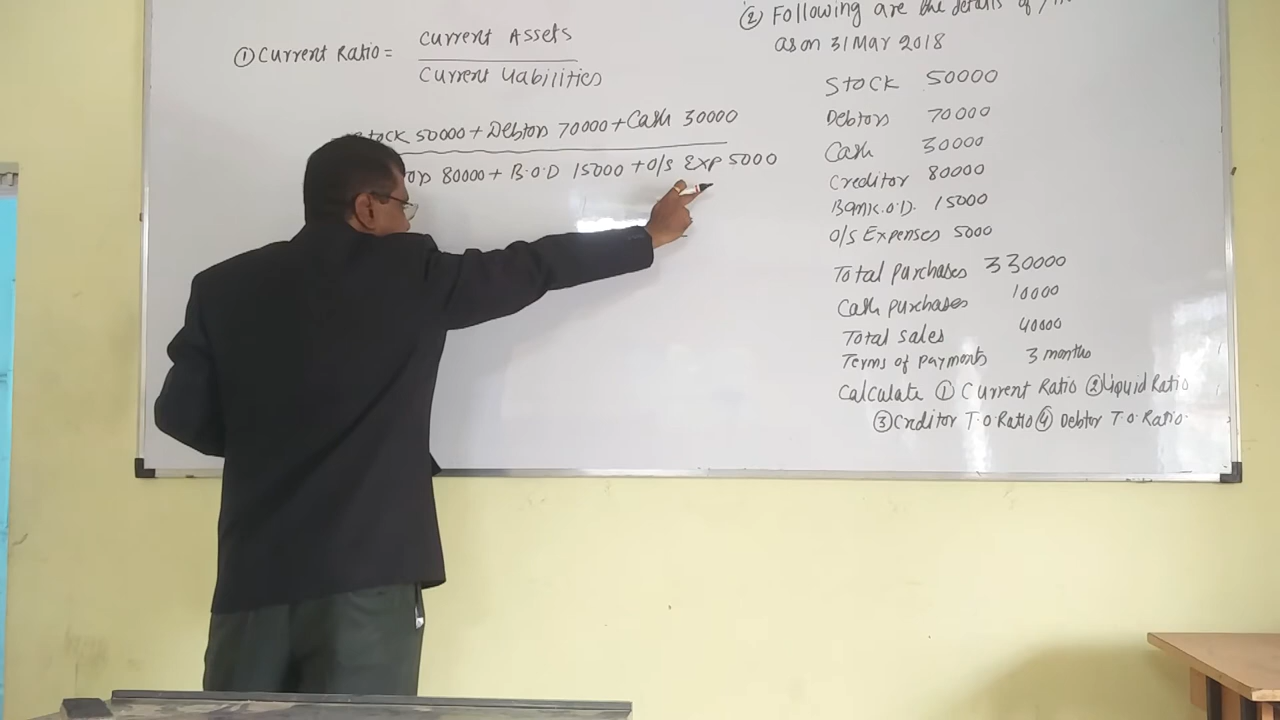 ① Current Ratio = Current Assets
Current Liabilities
Stock 50000 + Debtors 70000 + Cash 30000
80000 + B.O.D 15000 + O/S Exp 5000
② Following are the details of
as on 31 Mar 2018
Stock 50000
Debtors 70000
Cash 30000
Creditor 80000
Bank.O.D. 15000
O/S Expenses 5000
Total purchases 330000
Cash purchases 10000
Total sales 40000
Terms of payments 3 months
Calculate ① Current Ratio ② Liquid Ratio
③ Creditor T.O.Ratio ④ Debtor T.O.Ratio.